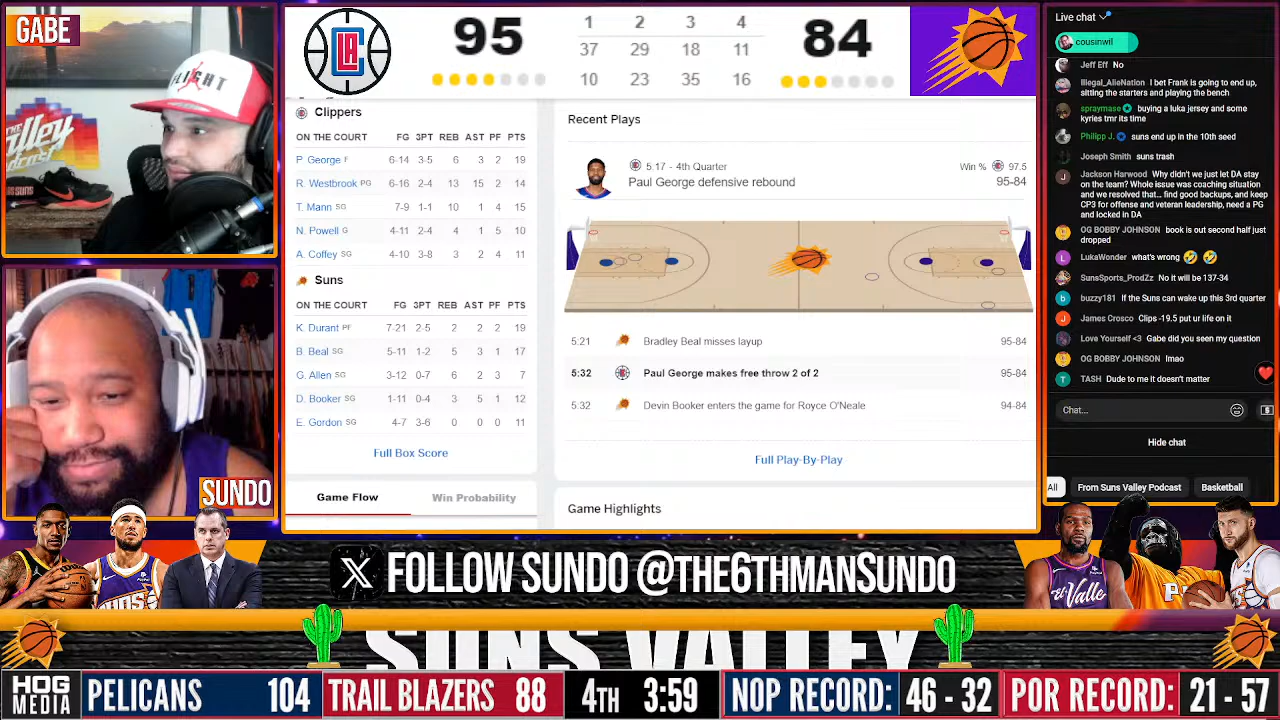 GABE
FLIGHT
SUNDO
LA
95
1 2 3 4
37 29 18 11
10 23 35 16
84
Clippers
ON THE COURT FG 3PT REB AST PF PTS
P. George F 6-14 3-5 6 3 2 19
R. Westbrook PG 6-16 2-4 13 15 2 14
T. Mann SG 7-9 1-1 10 1 4 15
N. Powell G 4-11 2-4 4 1 5 10
A. Coffey SG 4-10 3-8 3 2 4 11
Suns
ON THE COURT FG 3PT REB AST PF PTS
K. Durant PF 7-21 2-5 2 2 2 19
B. Beal SG 5-11 1-2 5 3 1 17
G. Allen SG 3-12 0-7 6 2 3 7
D. Booker SG 1-11 0-4 3 5 1 12
E. Gordon SG 4-7 3-6 0 0 0 11
Full Box Score
Game Flow Win Probability
Recent Plays
5:17 - 4th Quarter Win % 97.5
Paul George defensive rebound 95-84
5:21 Bradley Beal misses layup 95-84
5:32 Paul George makes free throw 2 of 2 95-84
5:32 Devin Booker enters the game for Royce O'Neale 94-84
Full Play-By-Play
Game Highlights
Live chat
cousinwil
Jeff Eff No
Illegal_AlieNation I bet Frank is going to end up,
sitting the starters and playing the bench
spraymase buying a luka jersey and some
kyries tmr its time
Philipp J. suns end up in the 10th seed
Joseph Smith suns trash
Jackson Harwood Why didn't we just let DA stay
on the team? Whole issue was coaching situation
and we resolved that... find good backups, and keep
CP3 for offense and veteran leadership, need a PG
and locked in DA
OG BOBBY JOHNSON book is out second half just
dropped
LukaWonder what's wrong 🤣 🤣
SunsSports_ProdZz No it will be 137-34
buzzy181 If the Suns can wake up this 3rd quarter
James Crosco Clips -19.5 put ur life on it
Love Yourself <3 Gabe did you seen my question
OG BOBBY JOHNSON lmao
TASH Dude to me it doesn't matter
Chat...
Hide chat
All From Suns Valley Podcast Basketball
X FOLLOW SUNDO @THE6THMANSUNDO
SUNS VALLEY
HOG
MEDIA
PELICANS 104 TRAIL BLAZERS 88 4TH 3:59 NOP RECORD: 46 - 32 POR RECORD: 21 - 57